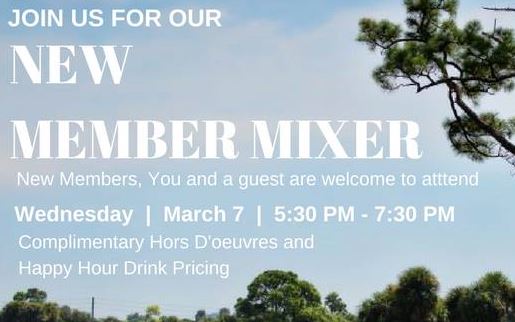 JOIN US FOR OUR
NEW
MEMBER MIXER
New Members, You and a guest are welcome to atttend
Wednesday | March 7 | 5:30 PM - 7:30 PM
Complimentary Hors D'oeuvres and
Happy Hour Drink Pricing